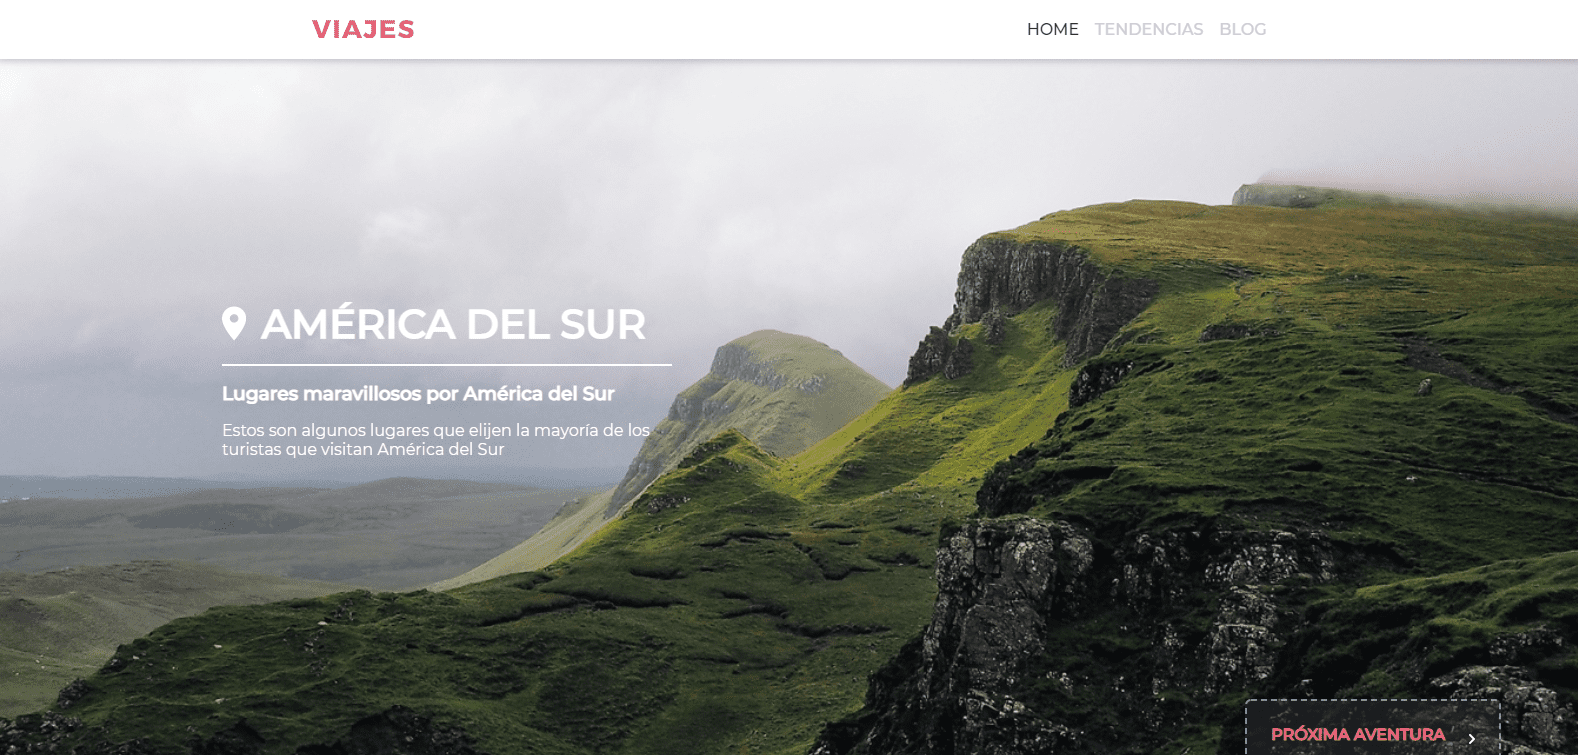 VIAJES
HOME TENDENCIAS BLOG
AMÉRICA DEL SUR
Lugares maravillosos por América del Sur
Estos son algunos lugares que elijen la mayoría de los
turistas que visitan América del Sur
PRÓXIMA AVENTURA